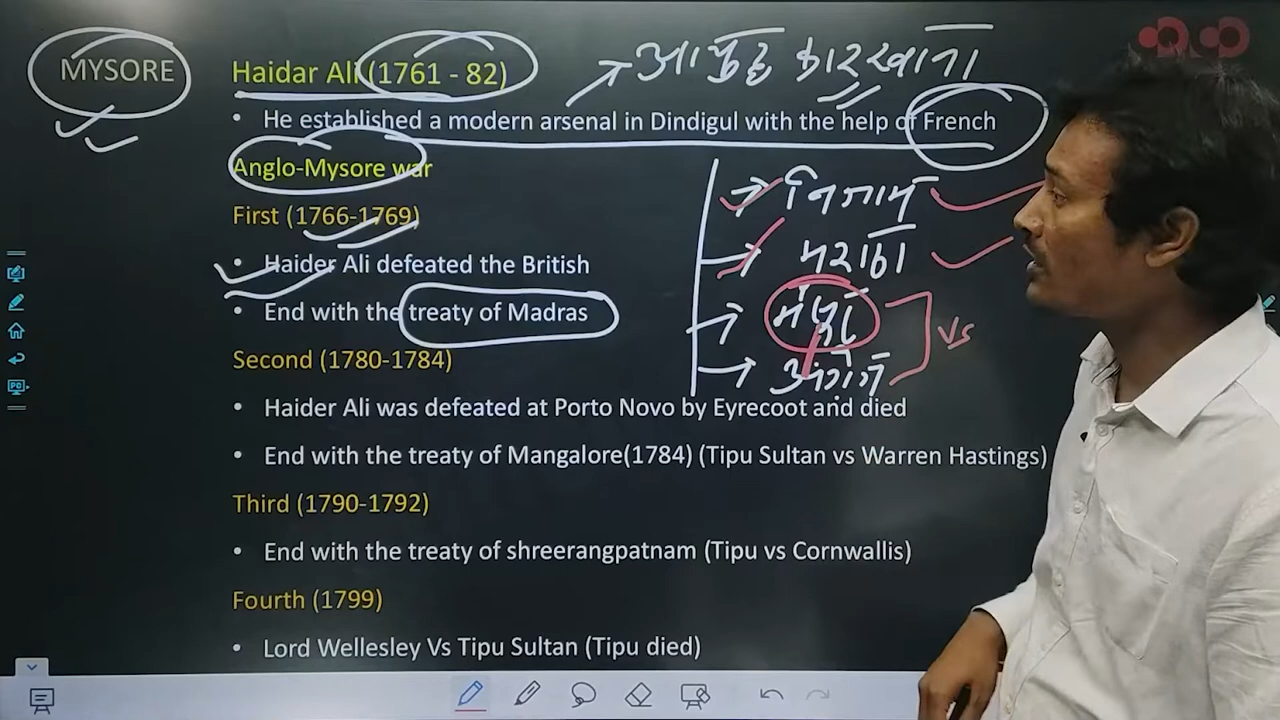 MYSORE
Haidar Ali (1761 - 82)
• He established a modern arsenal in Dindigul with the help of French
Anglo-Mysore war
First (1766-1769)
• Haider Ali defeated the British
• End with the treaty of Madras
Second (1780-1784)
• Haider Ali was defeated at Porto Novo by Eyrecoot and died
• End with the treaty of Mangalore(1784) (Tipu Sultan vs Warren Hastings)
Third (1790-1792)
• End with the treaty of shreerangpatnam (Tipu vs Cornwallis)
Fourth (1799)
• Lord Wellesley Vs Tipu Sultan (Tipu died)
कारखाना
निजाम
मराठा
Vs
PC